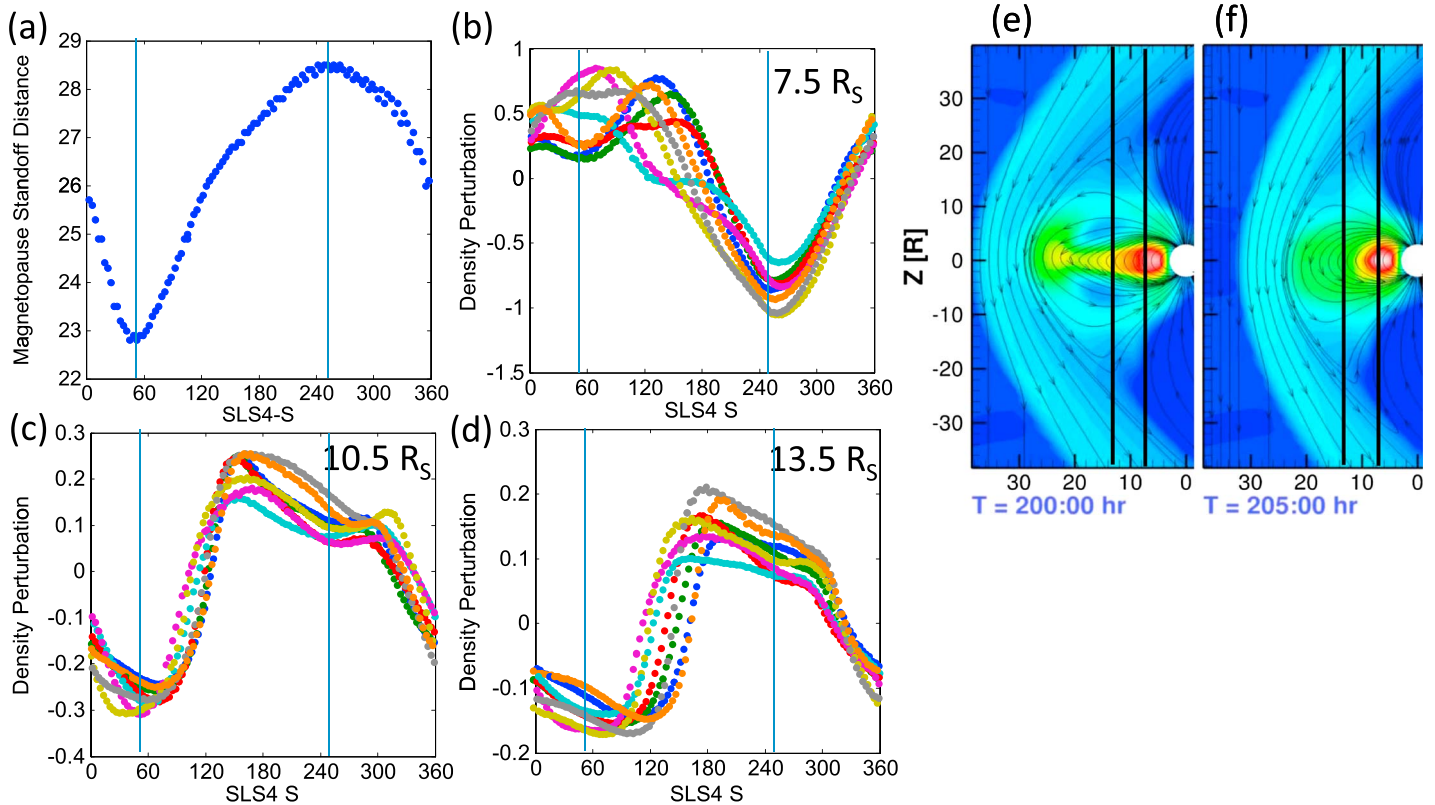 (a)
29
28
27
26
25
24
23
22
Magnetopause Standoff Distance
0 60 120 180 240 300 360
SLS4-S
(b)
1
0.5
0
-0.5
-1
-1.5
Density Perturbation
7.5 RS
0 60 120 180 240 300 360
SLS4 S
(e)
(f)
30
20
10
0
-10
-20
-30
Z [R]
30 20 10 0
30 20 10 0
T = 200:00 hr
T = 205:00 hr
(c)
0.3
0.2
0.1
0
-0.1
-0.2
-0.3
-0.4
Density Perturbation
10.5 RS
0 60 120 180 240 300 360
SLS4 S
(d)
0.3
0.2
0.1
0
-0.1
-0.2
Density Perturbation
13.5 RS
0 60 120 180 240 300 360
SLS4 S